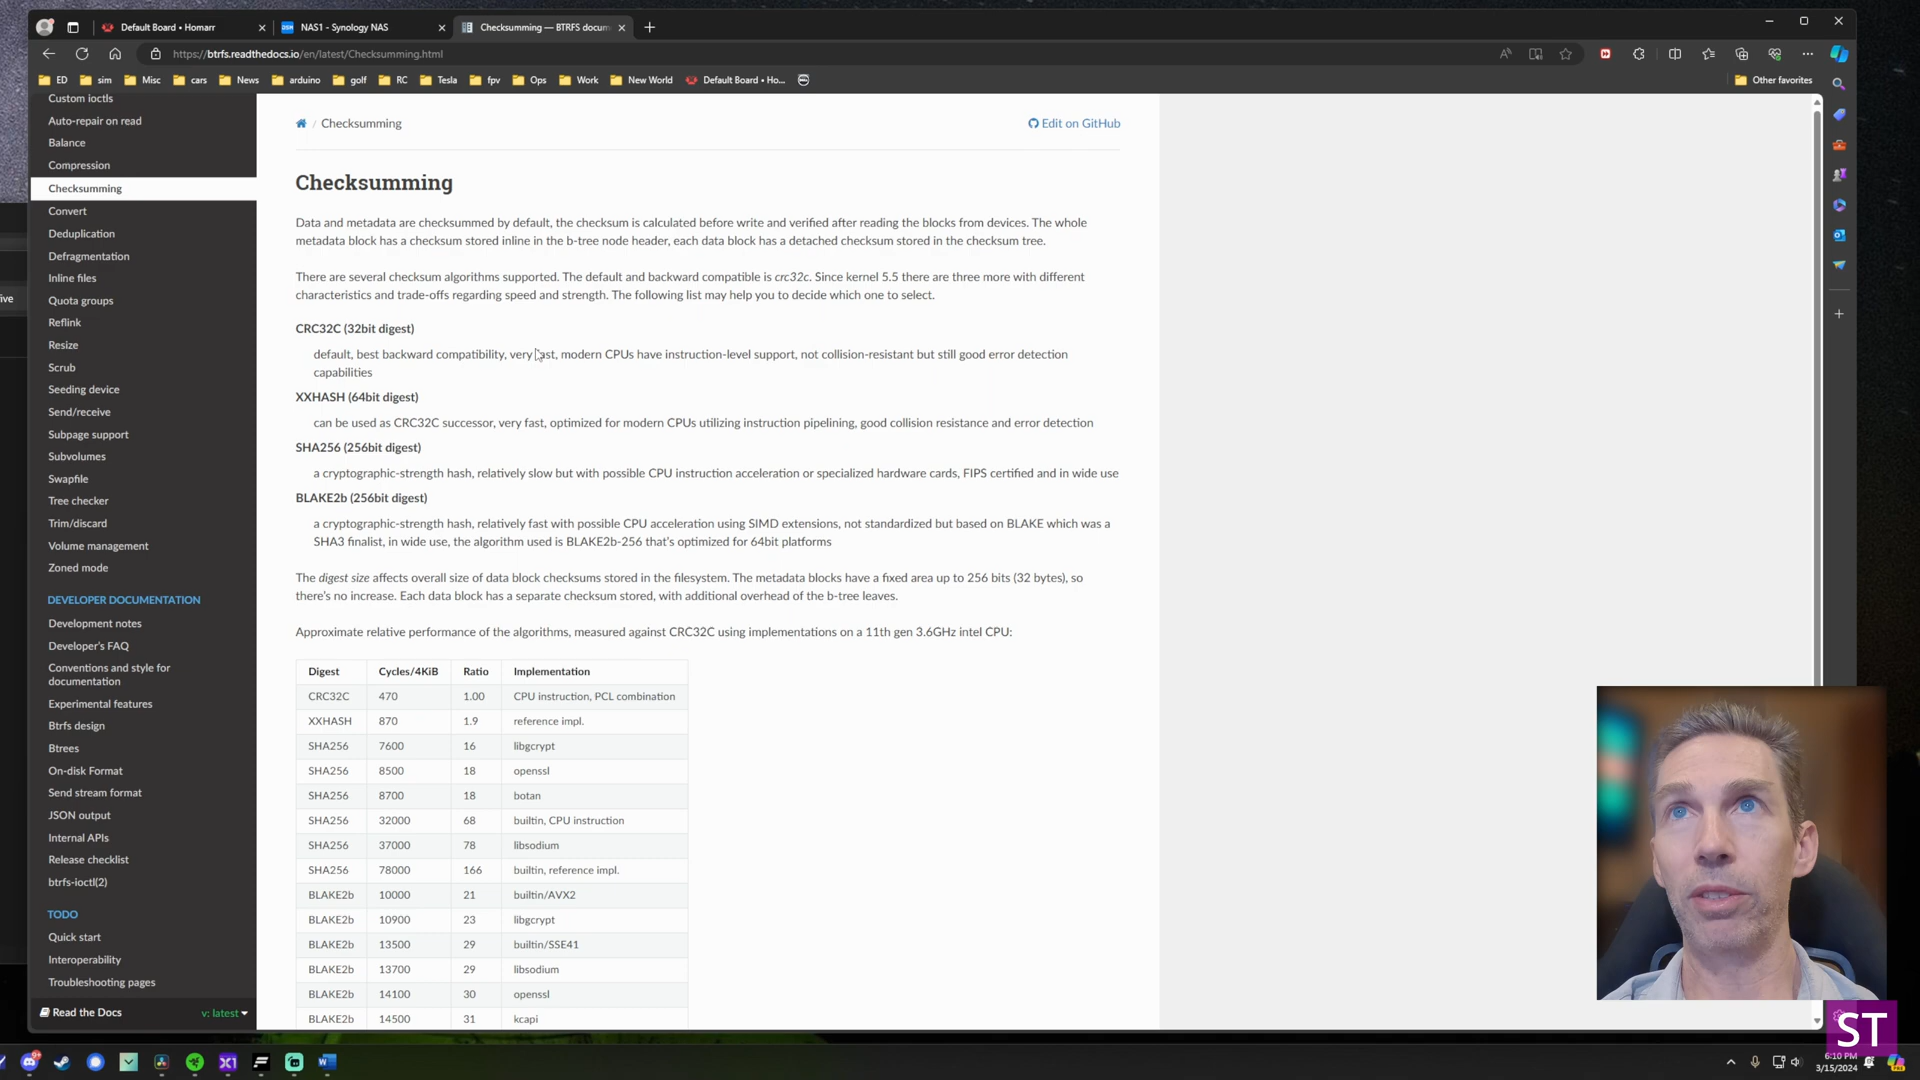 Default Board • Homarr
NAS1 - Synology NAS
Checksumming — BTRFS docum
https://btrfs.readthedocs.io/en/latest/Checksumming.html
ED
sim
Misc
cars
News
arduino
golf
RC
Tesla
fpv
Ops
Work
New World
Default Board • Ho...
Other favorites
Custom ioctls
Auto-repair on read
Balance
Compression
Checksumming
Convert
Deduplication
Defragmentation
Inline files
Quota groups
Reflink
Resize
Scrub
Seeding device
Send/receive
Subpage support
Subvolumes
Swapfile
Tree checker
Trim/discard
Volume management
Zoned mode
DEVELOPER DOCUMENTATION
Development notes
Developer's FAQ
Conventions and style for
documentation
Experimental features
Btrfs design
Btrees
On-disk Format
Send stream format
JSON output
Internal APIs
Release checklist
btrfs-ioctl(2)
TODO
Quick start
Interoperability
Troubleshooting pages
Read the Docs
v: latest
/ Checksumming
Edit on GitHub
Checksumming
Data and metadata are checksummed by default, the checksum is calculated before write and verified after reading the blocks from devices. The whole
metadata block has a checksum stored inline in the b-tree node header, each data block has a detached checksum stored in the checksum tree.
There are several checksum algorithms supported. The default and backward compatible is crc32c. Since kernel 5.5 there are three more with different
characteristics and trade-offs regarding speed and strength. The following list may help you to decide which one to select.
CRC32C (32bit digest)
default, best backward compatibility, very fast, modern CPUs have instruction-level support, not collision-resistant but still good error detection
capabilities
XXHASH (64bit digest)
can be used as CRC32C successor, very fast, optimized for modern CPUs utilizing instruction pipelining, good collision resistance and error detection
SHA256 (256bit digest)
a cryptographic-strength hash, relatively slow but with possible CPU instruction acceleration or specialized hardware cards, FIPS certified and in wide use
BLAKE2b (256bit digest)
a cryptographic-strength hash, relatively fast with possible CPU acceleration using SIMD extensions, not standardized but based on BLAKE which was a
SHA3 finalist, in wide use, the algorithm used is BLAKE2b-256 that's optimized for 64bit platforms
The digest size affects overall size of data block checksums stored in the filesystem. The metadata blocks have a fixed area up to 256 bits (32 bytes), so
there's no increase. Each data block has a separate checksum stored, with additional overhead of the b-tree leaves.
Approximate relative performance of the algorithms, measured against CRC32C using implementations on a 11th gen 3.6GHz intel CPU:
Digest Cycles/4KiB Ratio Implementation
CRC32C 470 1.00 CPU instruction, PCL combination
XXHASH 870 1.9 reference impl.
SHA256 7600 16 libgcrypt
SHA256 8500 18 openssl
SHA256 8700 18 botan
SHA256 32000 68 builtin, CPU instruction
SHA256 37000 78 libsodium
SHA256 78000 166 builtin, reference impl.
BLAKE2b 10000 21 builtin/AVX2
BLAKE2b 10900 23 libgcrypt
BLAKE2b 13500 29 builtin/SSE41
BLAKE2b 13700 29 libsodium
BLAKE2b 14100 30 openssl
BLAKE2b 14500 31 kcapi
ive
ST
6:10 PM
3/15/2024